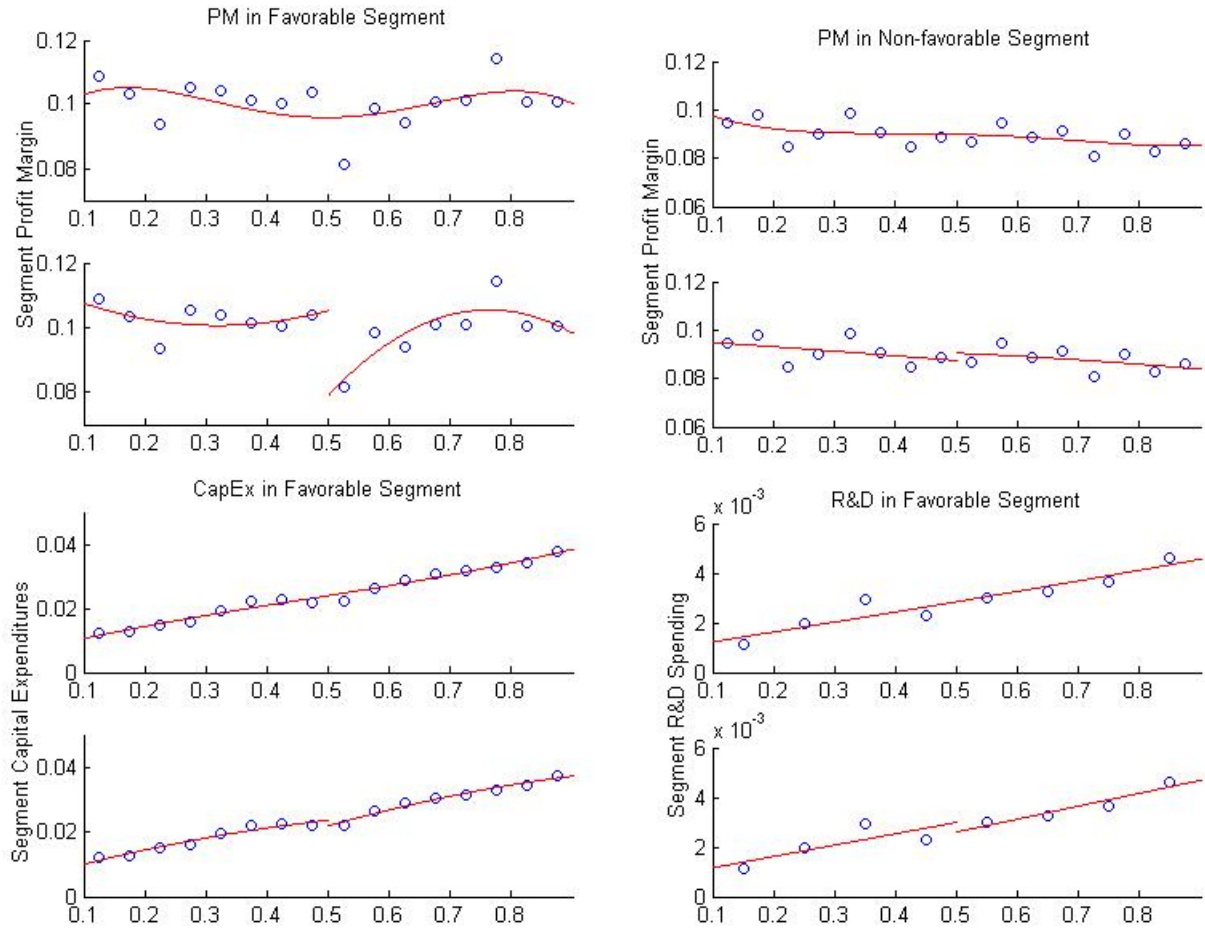 PM in Favorable Segment
Segment Profit Margin
0.12
0.1
0.08
0.1 0.2 0.3 0.4 0.5 0.6 0.7 0.8
0.12
0.1
0.08
0.1 0.2 0.3 0.4 0.5 0.6 0.7 0.8
PM in Non-favorable Segment
Segment Profit Margin
0.12
0.1
0.08
0.06
0.1 0.2 0.3 0.4 0.5 0.6 0.7 0.8
0.12
0.1
0.08
0.06
0.1 0.2 0.3 0.4 0.5 0.6 0.7 0.8
CapEx in Favorable Segment
Segment Capital Expenditures
0.04
0.02
0
0.1 0.2 0.3 0.4 0.5 0.6 0.7 0.8
0.04
0.02
0
0.1 0.2 0.3 0.4 0.5 0.6 0.7 0.8
R&D in Favorable Segment
Segment R&D Spending
x 10⁻³
6
4
2
0
0.1 0.2 0.3 0.4 0.5 0.6 0.7 0.8
x 10⁻³
6
4
2
0
0.1 0.2 0.3 0.4 0.5 0.6 0.7 0.8